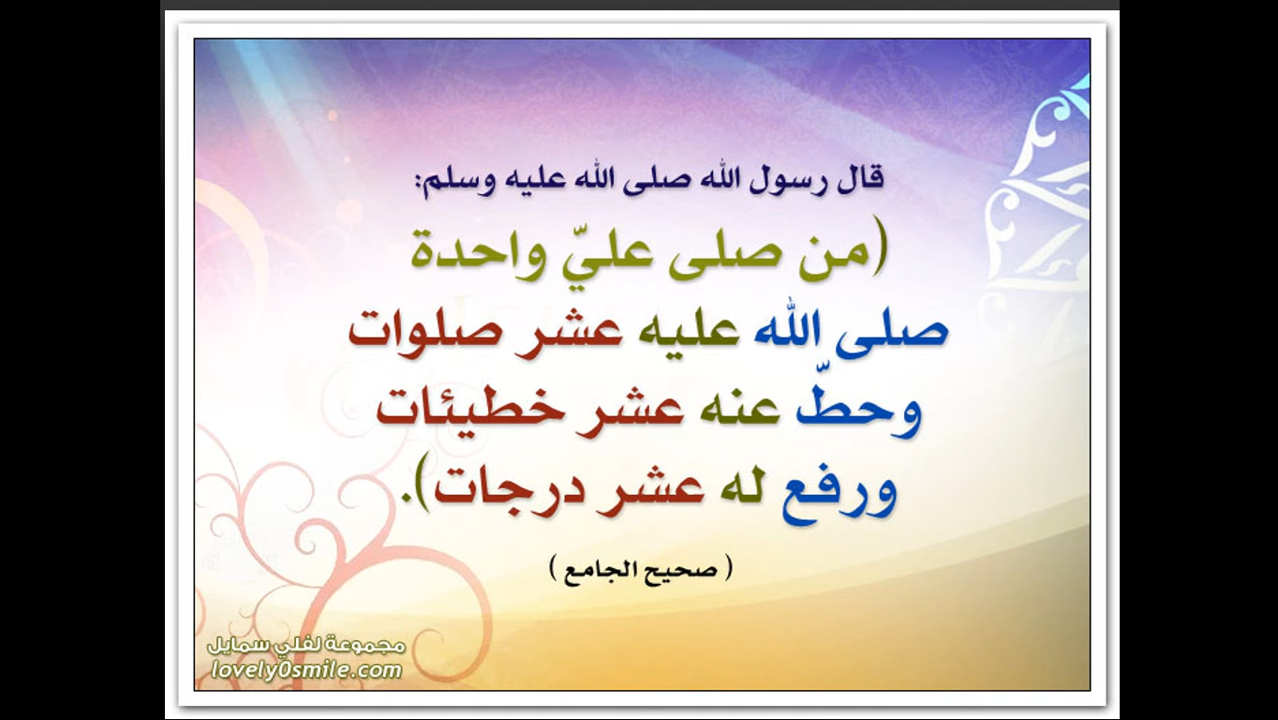 قال رسول الله صلى الله عليه وسلم:
(من صلى عليّ واحدة
صلى الله عليه عشر صلوات
وحطّ عنه عشر خطيئات
ورفع له عشر درجات).
( صحيح الجامع )
مجموعة لفلي سمايل
lovely0smile.com